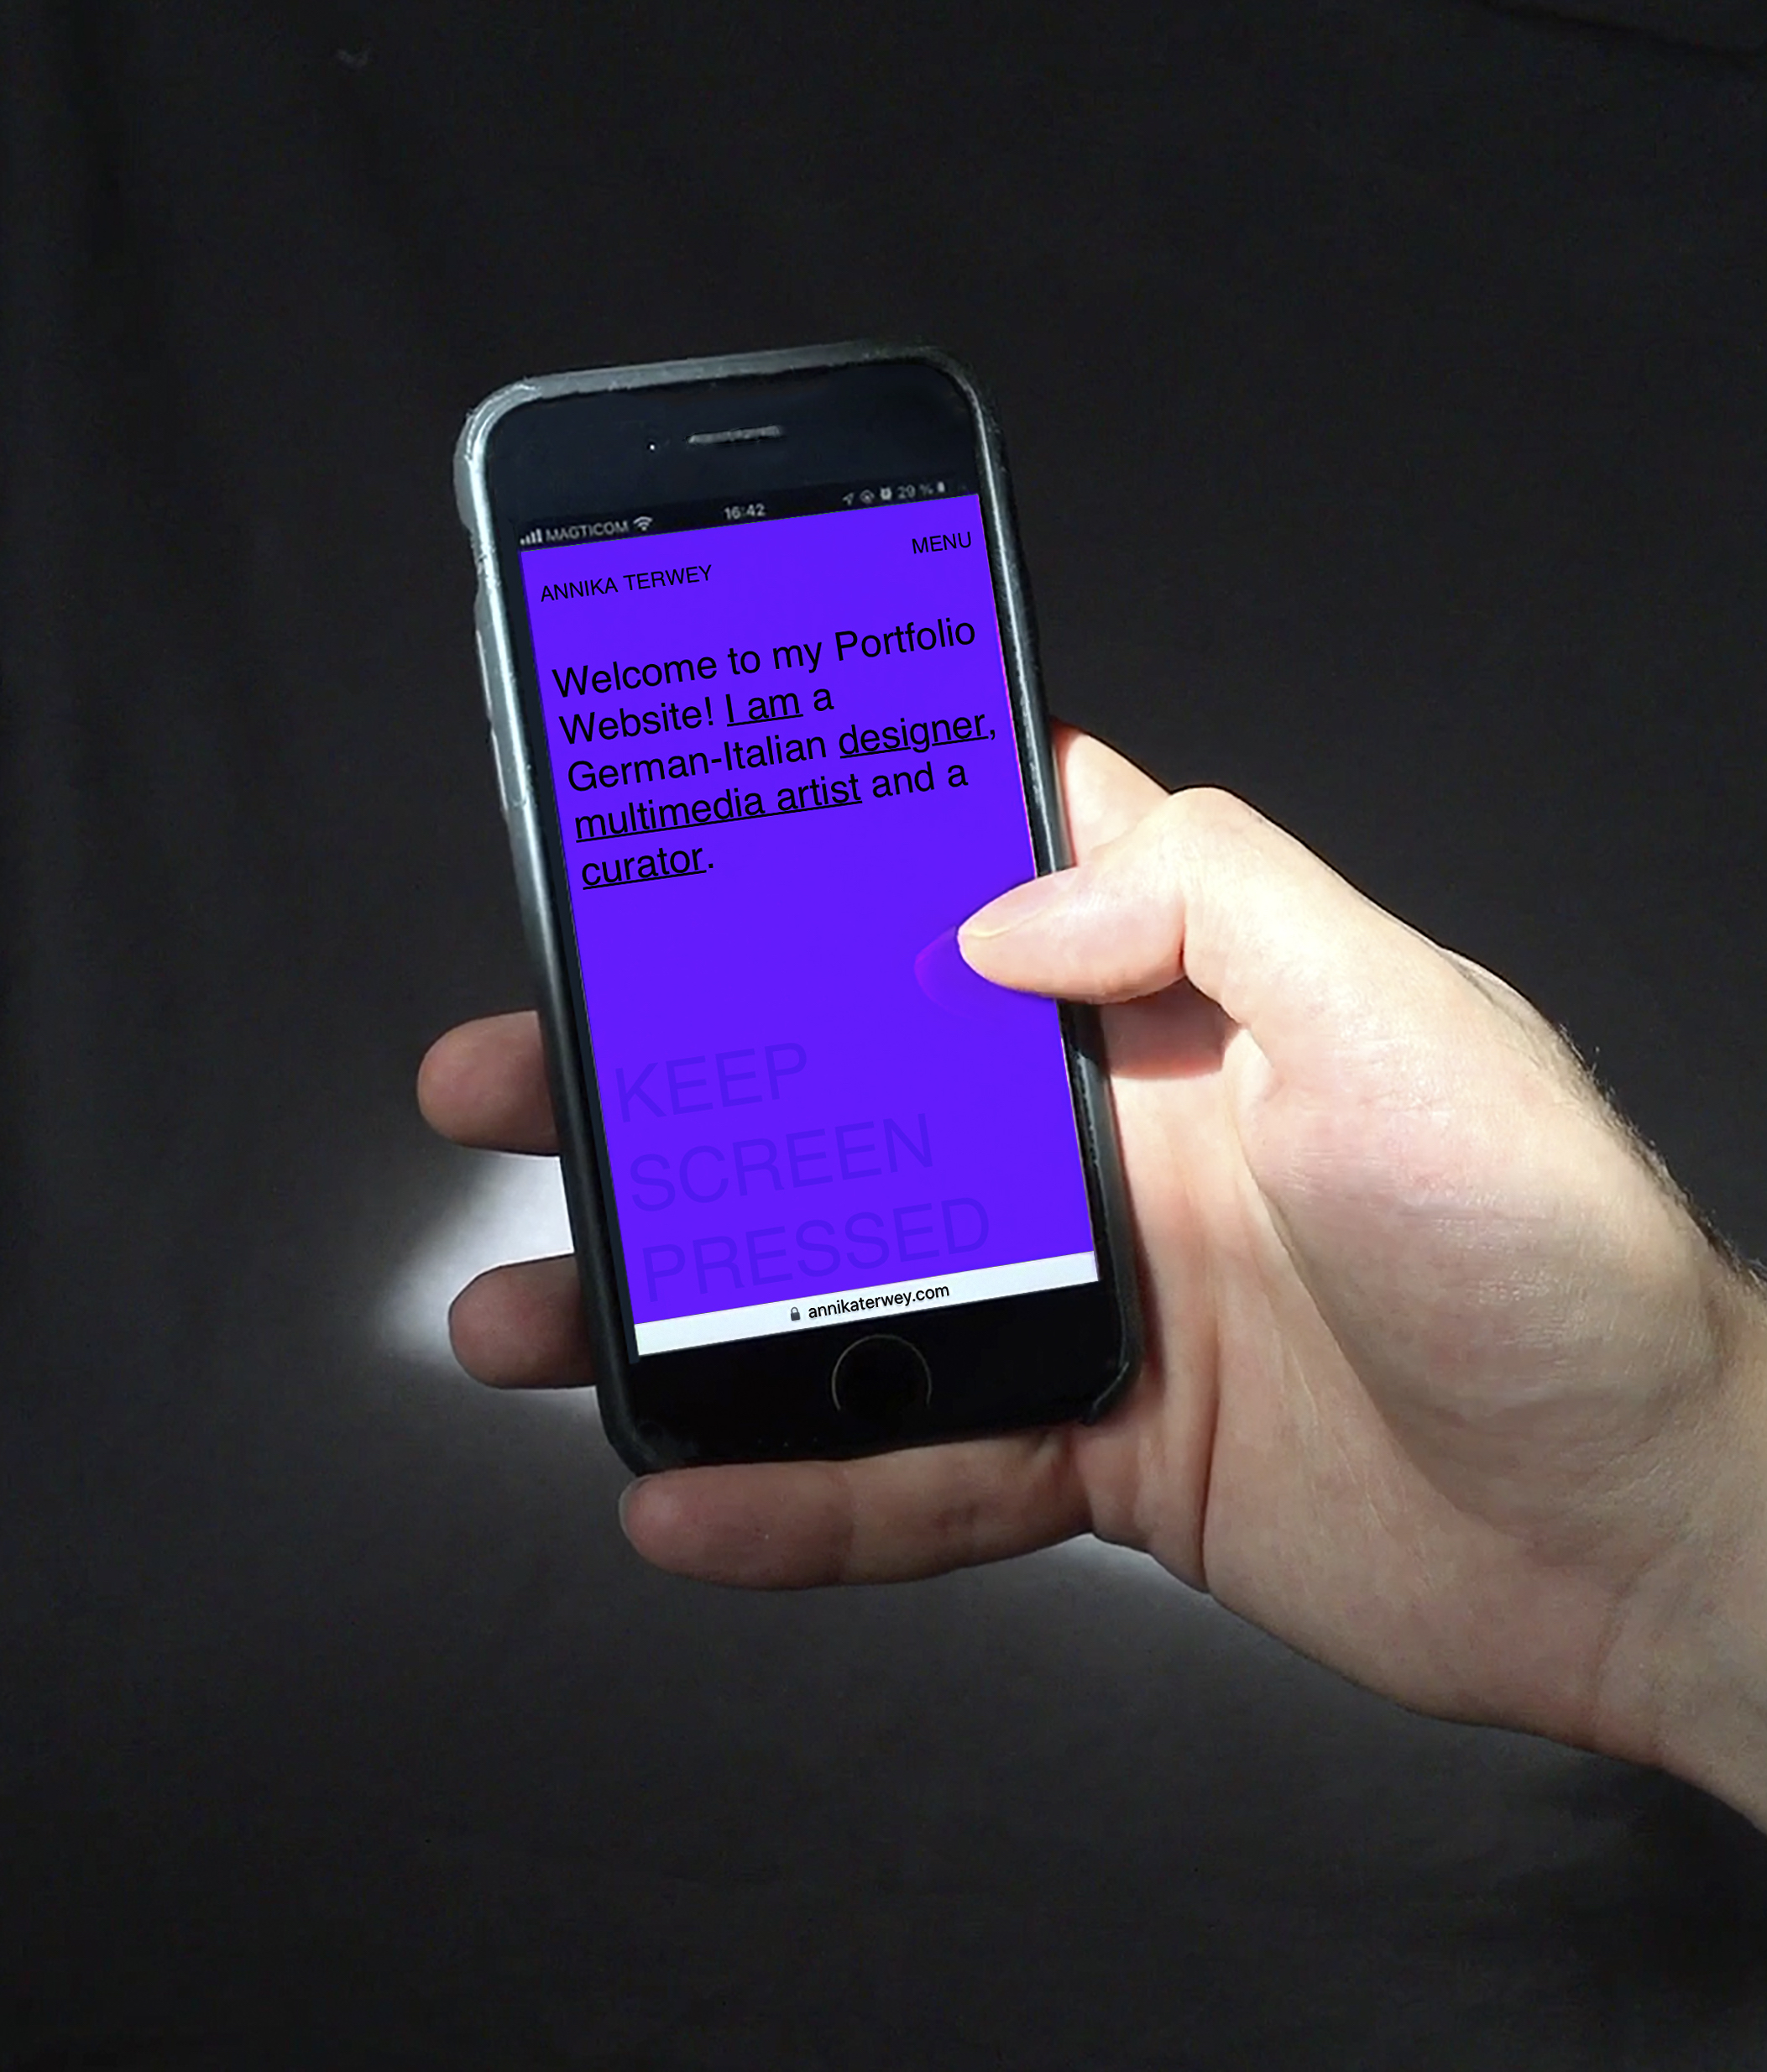 MAGTICOM 16:42 29 %
MENU
ANNIKA TERWEY
Welcome to my Portfolio
Website! I am a
German-Italian designer,
multimedia artist and a
curator.
KEEP
SCREEN
PRESSED
annikaterwey.com